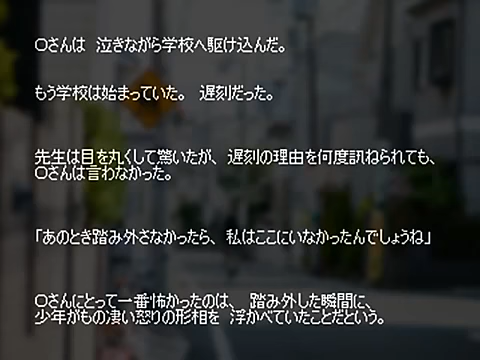 〇さんは　泣きながら学校へ駆け込んだ。
もう学校は始まっていた。　遅刻だった。
先生は目を丸くして驚いたが、遅刻の理由を何度訊ねられても、
〇さんは言わなかった。
「あのとき踏み外さなかったら、私はここにいなかったんでしょうね」
〇さんにとって一番怖かったのは、踏み外した瞬間に、
少年がもの凄い怒りの形相を　浮かべていたことだという。